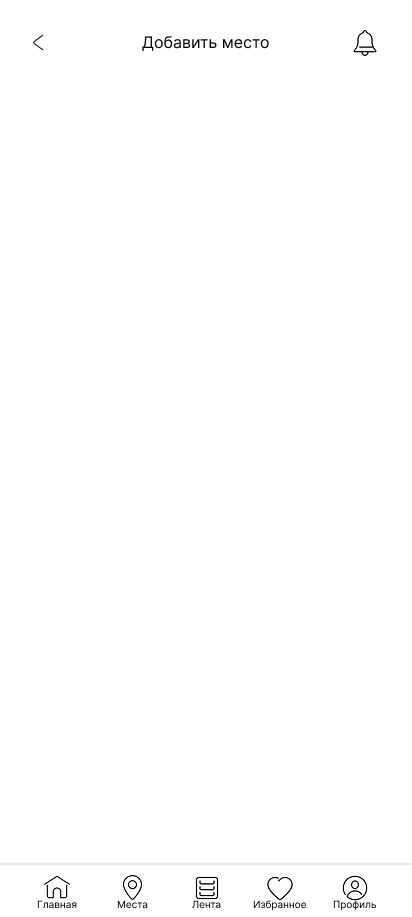 Добавить место
Главная
Места
Лента
Избранное
Профиль